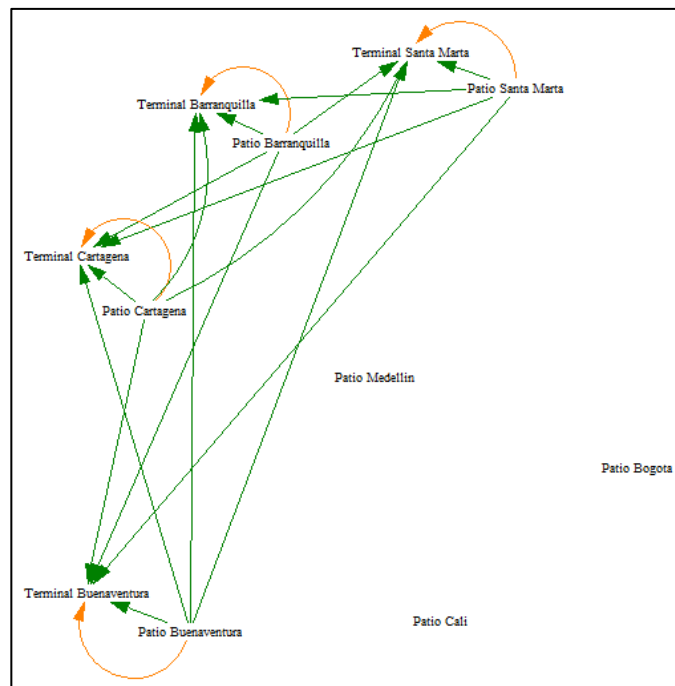 Terminal Santa Marta
Patio Santa Marta
Terminal Barranquilla
Patio Barranquilla
Terminal Cartagena
Patio Cartagena
Patio Medellin
Patio Bogota
Terminal Buenaventura
Patio Cali
Patio Buenaventura